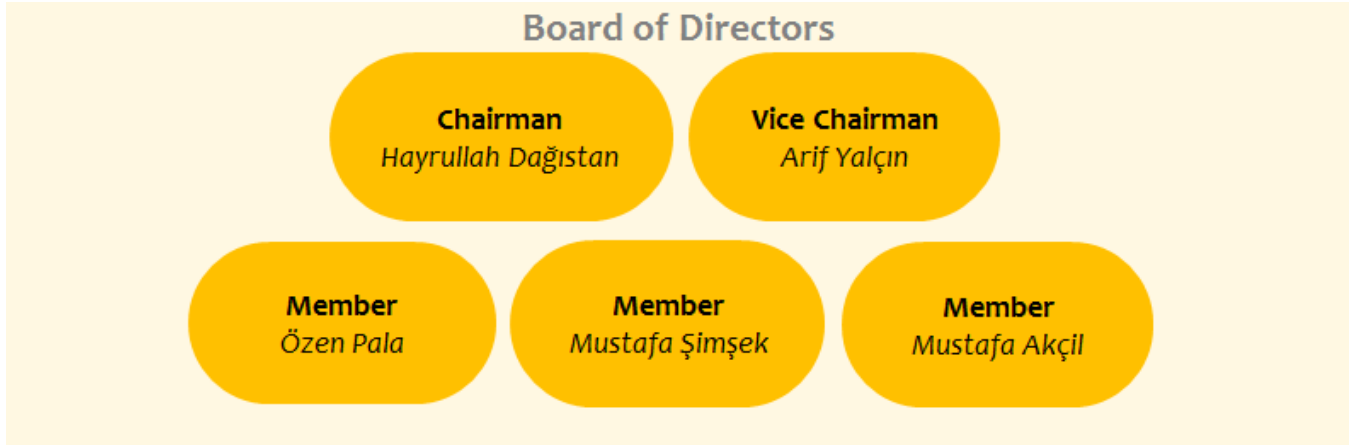 Board of Directors
Chairman
Hayrullah Dağıstan
Vice Chairman
Arif Yalçın
Member
Özen Pala
Member
Mustafa Şimşek
Member
Mustafa Akçil